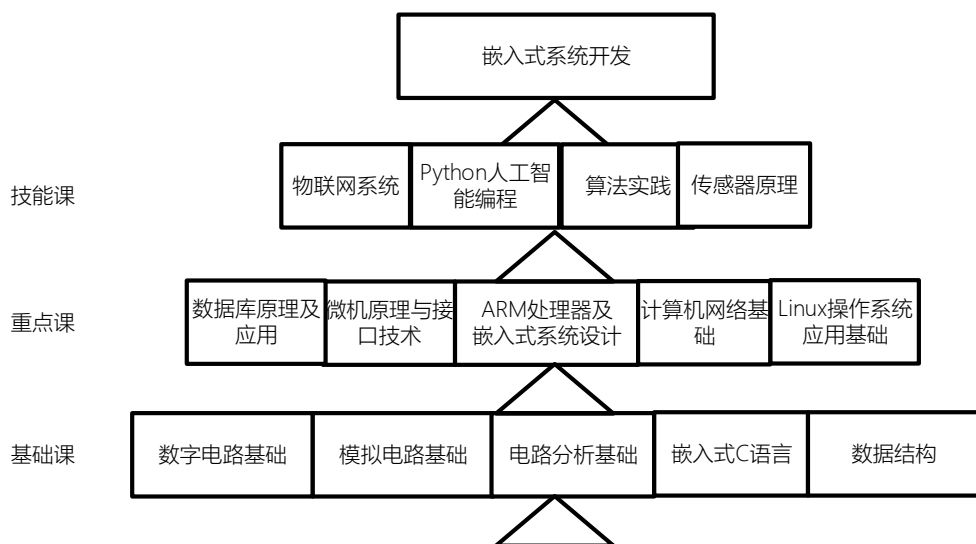 嵌入式系统开发
技能课
物联网系统
Python人工智
能编程
算法实践
传感器原理
重点课
数据库原理及
应用
微机原理与接
口技术
ARM处理器及
嵌入式系统设计
计算机网络基
础
Linux操作系统
应用基础
基础课
数字电路基础
模拟电路基础
电路分析基础
嵌入式C语言
数据结构